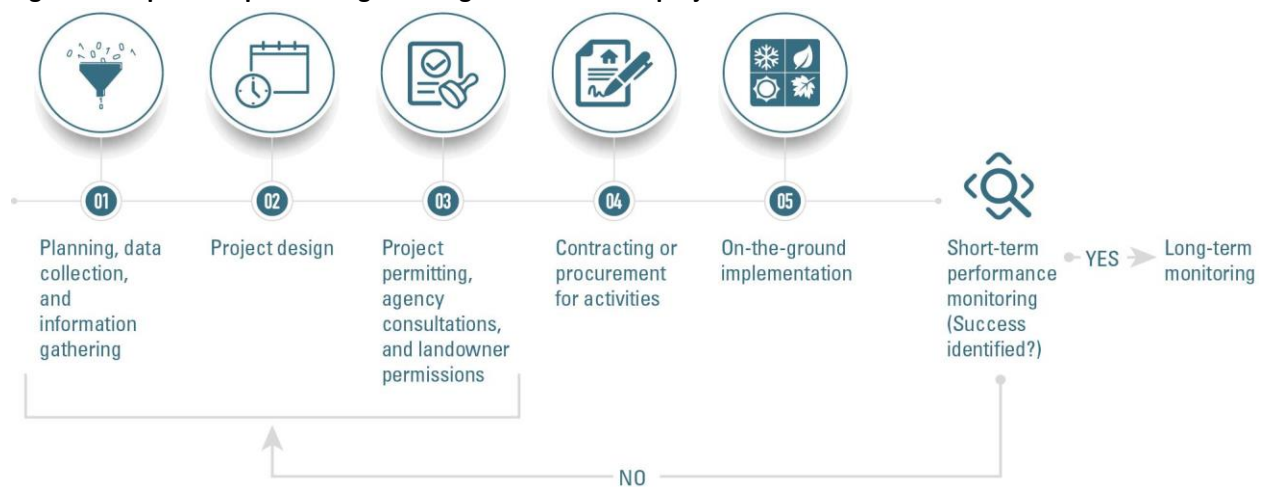 01
02
03
04
05
Planning, data
collection,
and
information
gathering
Project design
Project
permitting,
agency
consultations,
and landowner
permissions
Contracting or
procurement
for activities
On-the-ground
implementation
Short-term
performance
monitoring
(Success
identified?)
YES
Long-term
monitoring
NO